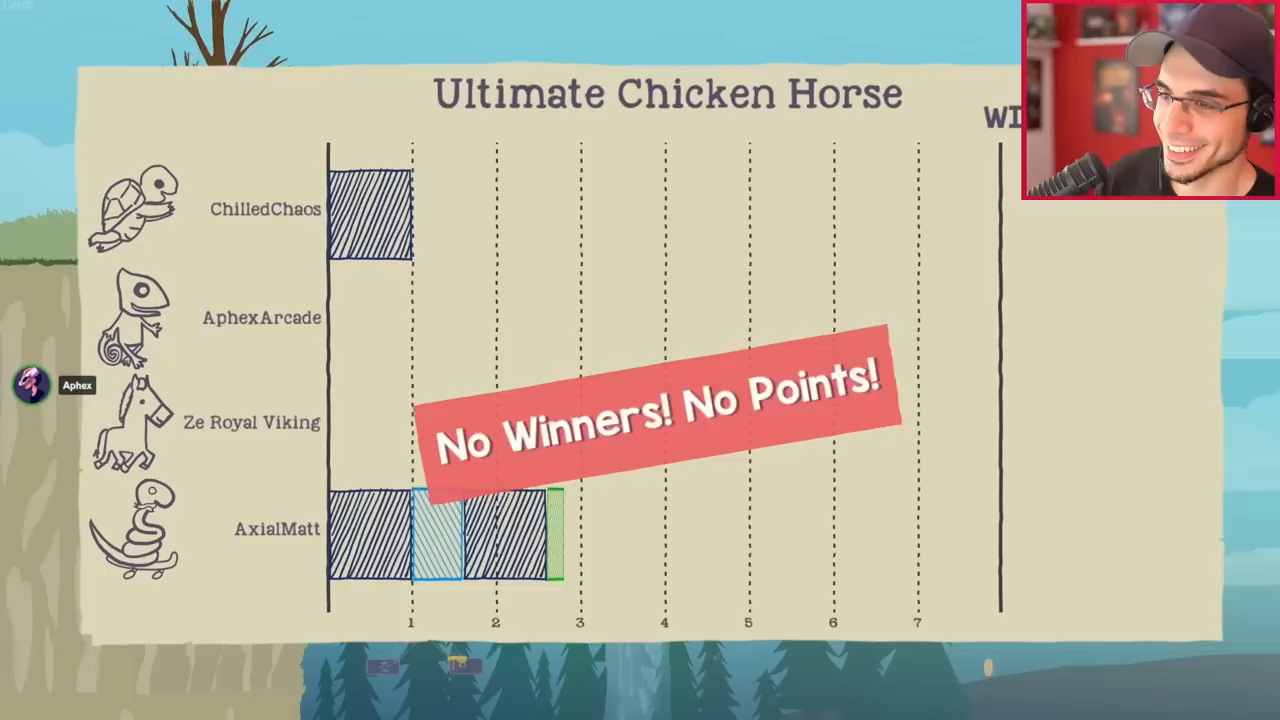 Ultimate Chicken Horse
WI
ChilledChaos
AphexArcade
Aphex
Ze Royal Viking
No Winners! No Points!
AxialMatt
1 2 3 4 5 6 7